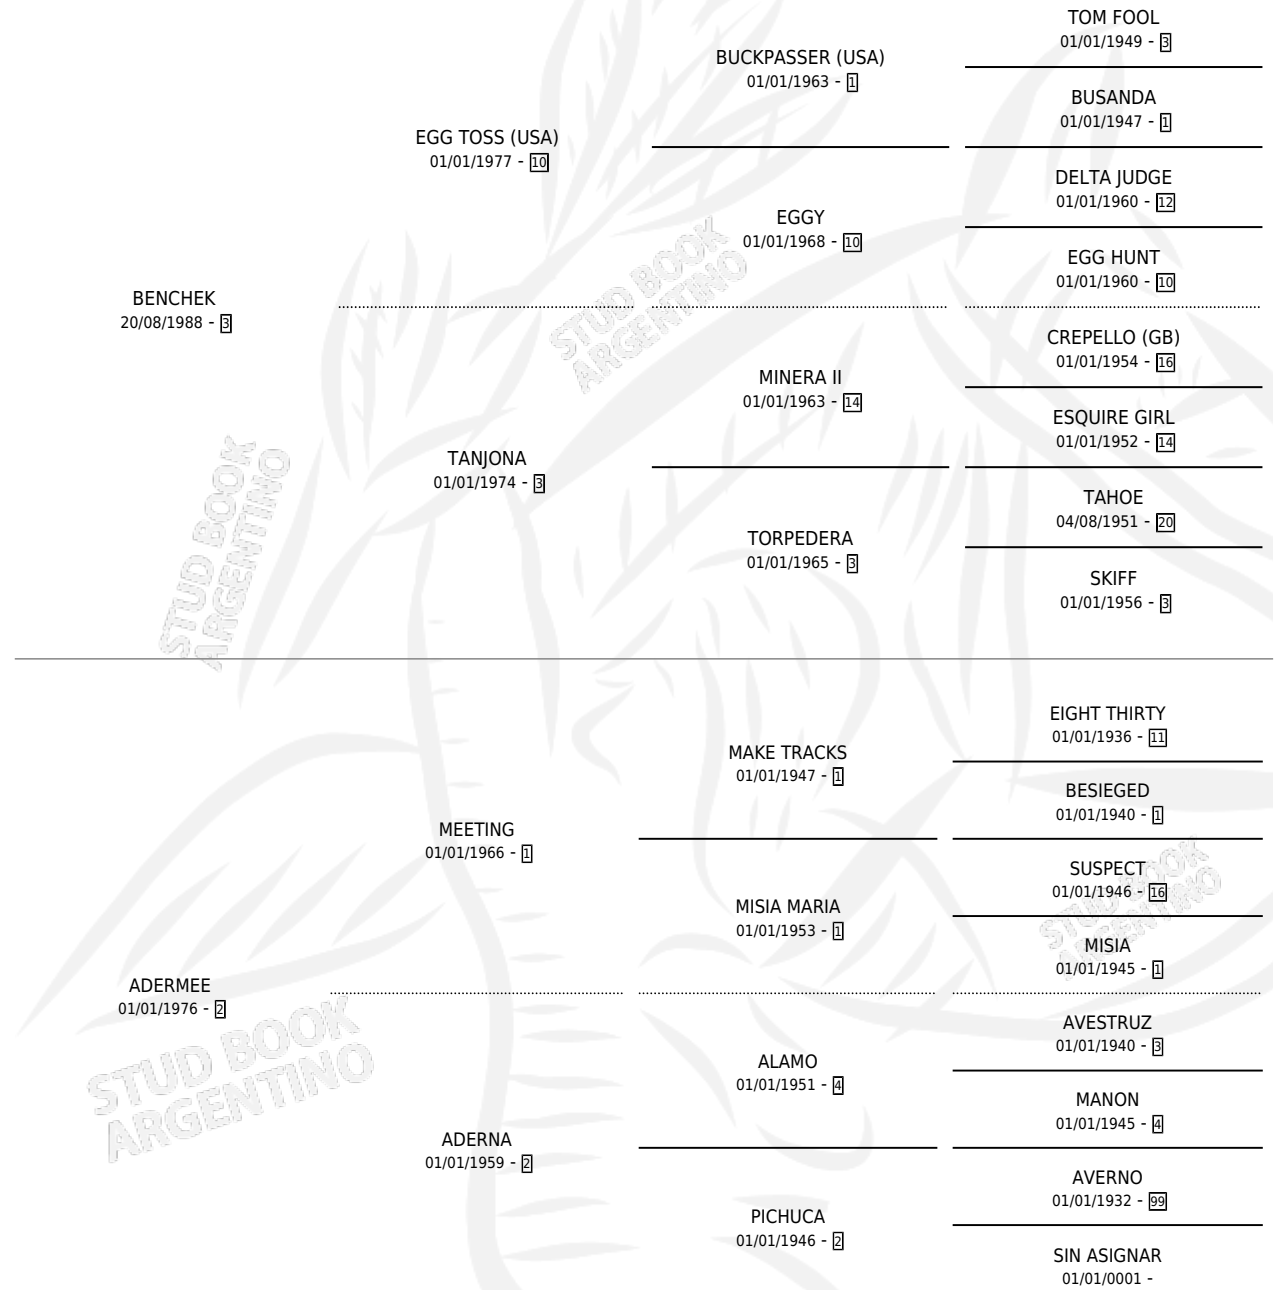 TOM FOOL
01/01/1949 - 3
BUCKPASSER (USA)
01/01/1963 - 1
BUSANDA
01/01/1947 - 1
EGG TOSS (USA)
01/01/1977 - 10
DELTA JUDGE
01/01/1960 - 12
EGGY
01/01/1968 - 10
EGG HUNT
01/01/1960 - 10
BENCHEK
20/08/1988 - 3
STUD BOOK
ARGENTINO
CREPELLO (GB)
01/01/1954 - 16
MINERA II
01/01/1963 - 14
ESQUIRE GIRL
01/01/1952 - 14
TANJONA
01/01/1974 - 3
STUD BOOK
ARGENTINO
TAHOE
04/08/1951 - 20
TORPEDERA
01/01/1965 - 3
SKIFF
01/01/1956 - 3
EIGHT THIRTY
01/01/1936 - 11
MAKE TRACKS
01/01/1947 - 1
BESIEGED
01/01/1940 - 1
MEETING
01/01/1966 - 1
SUSPECT
01/01/1946 - 16
MISIA MARIA
01/01/1953 - 1
STUD BOOK
ARGENTINO
MISIA
01/01/1945 - 1
ADERMEE
01/01/1976 - 2
STUD BOOK
ARGENTINO
AVESTRUZ
01/01/1940 - 3
ALAMO
01/01/1951 - 4
MANON
01/01/1945 - 4
ADERNA
01/01/1959 - 2
AVERNO
01/01/1932 - 99
PICHUCA
01/01/1946 - 2
SIN ASIGNAR
01/01/0001 -